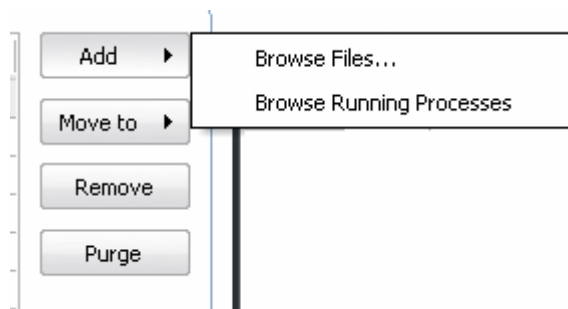 Add
Browse Files...
Browse Running Processes
Move to
Remove
Purge